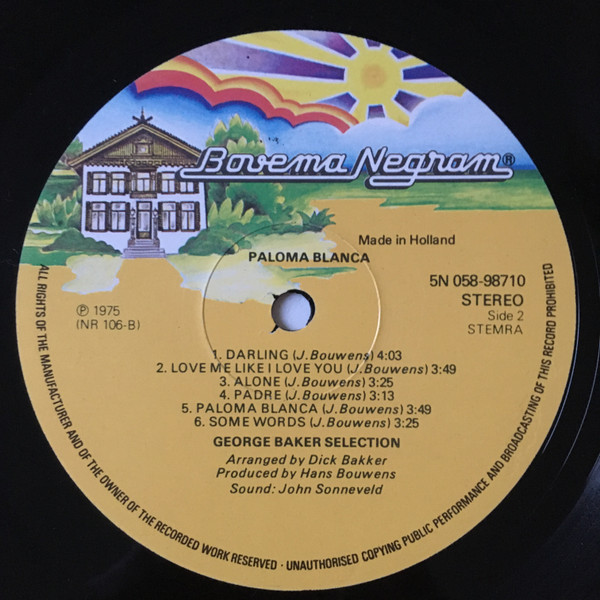 Bovema Negram®
Made in Holland
PALOMA BLANCA
5N 058-98710
STEREO
Side 2
STEMRA
℗ 1975
(NR 106-B)
1. DARLING (J.Bouwens) 4:03
2. LOVE ME LIKE I LOVE YOU (J.Bouwens) 3:49
3. ALONE (J.Bouwens) 3:25
4. PADRE (J.Bouwens) 3:13
5. PALOMA BLANCA (J.Bouwens) 3:49
6. SOME WORDS (J.Bouwens) 3:25
GEORGE BAKER SELECTION
Arranged by Dick Bakker
Produced by Hans Bouwens
Sound: John Sonneveld
ALL RIGHTS OF THE MANUFACTURER AND OF THE OWNER OF THE RECORDED WORK RESERVED · UNAUTHORISED COPYING PUBLIC PERFORMANCE AND BROADCASTING OF THIS RECORD PROHIBITED